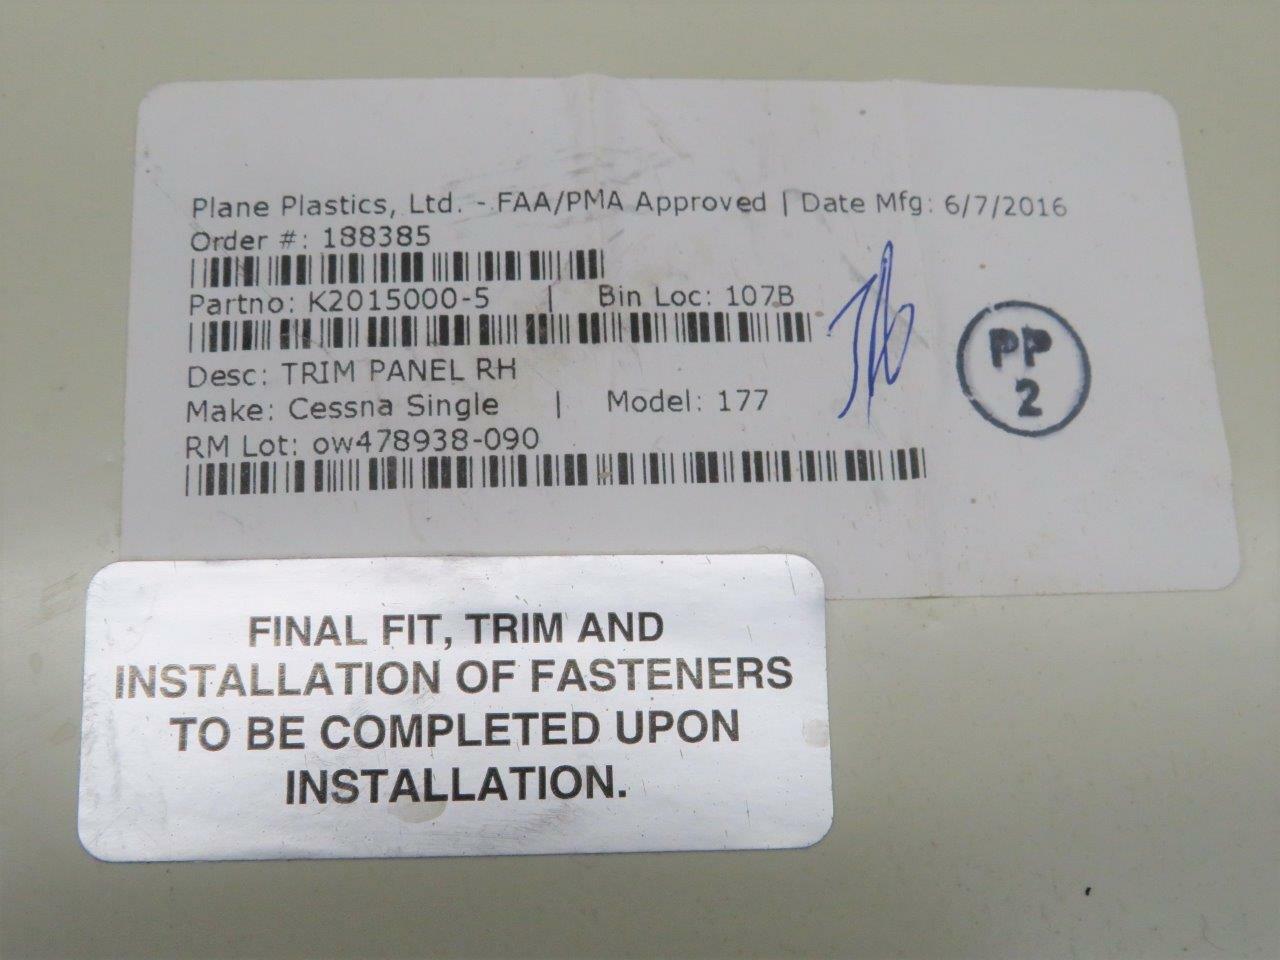 Plane Plastics, Ltd. - FAA/PMA Approved | Date Mfg: 6/7/2016
Order #: 188385
Partno: K2015000-5 | Bin Loc: 107B
Desc: TRIM PANEL RH
Make: Cessna Single | Model: 177
RM Lot: ow478938-090
PP
2
FINAL FIT, TRIM AND
INSTALLATION OF FASTENERS
TO BE COMPLETED UPON
INSTALLATION.